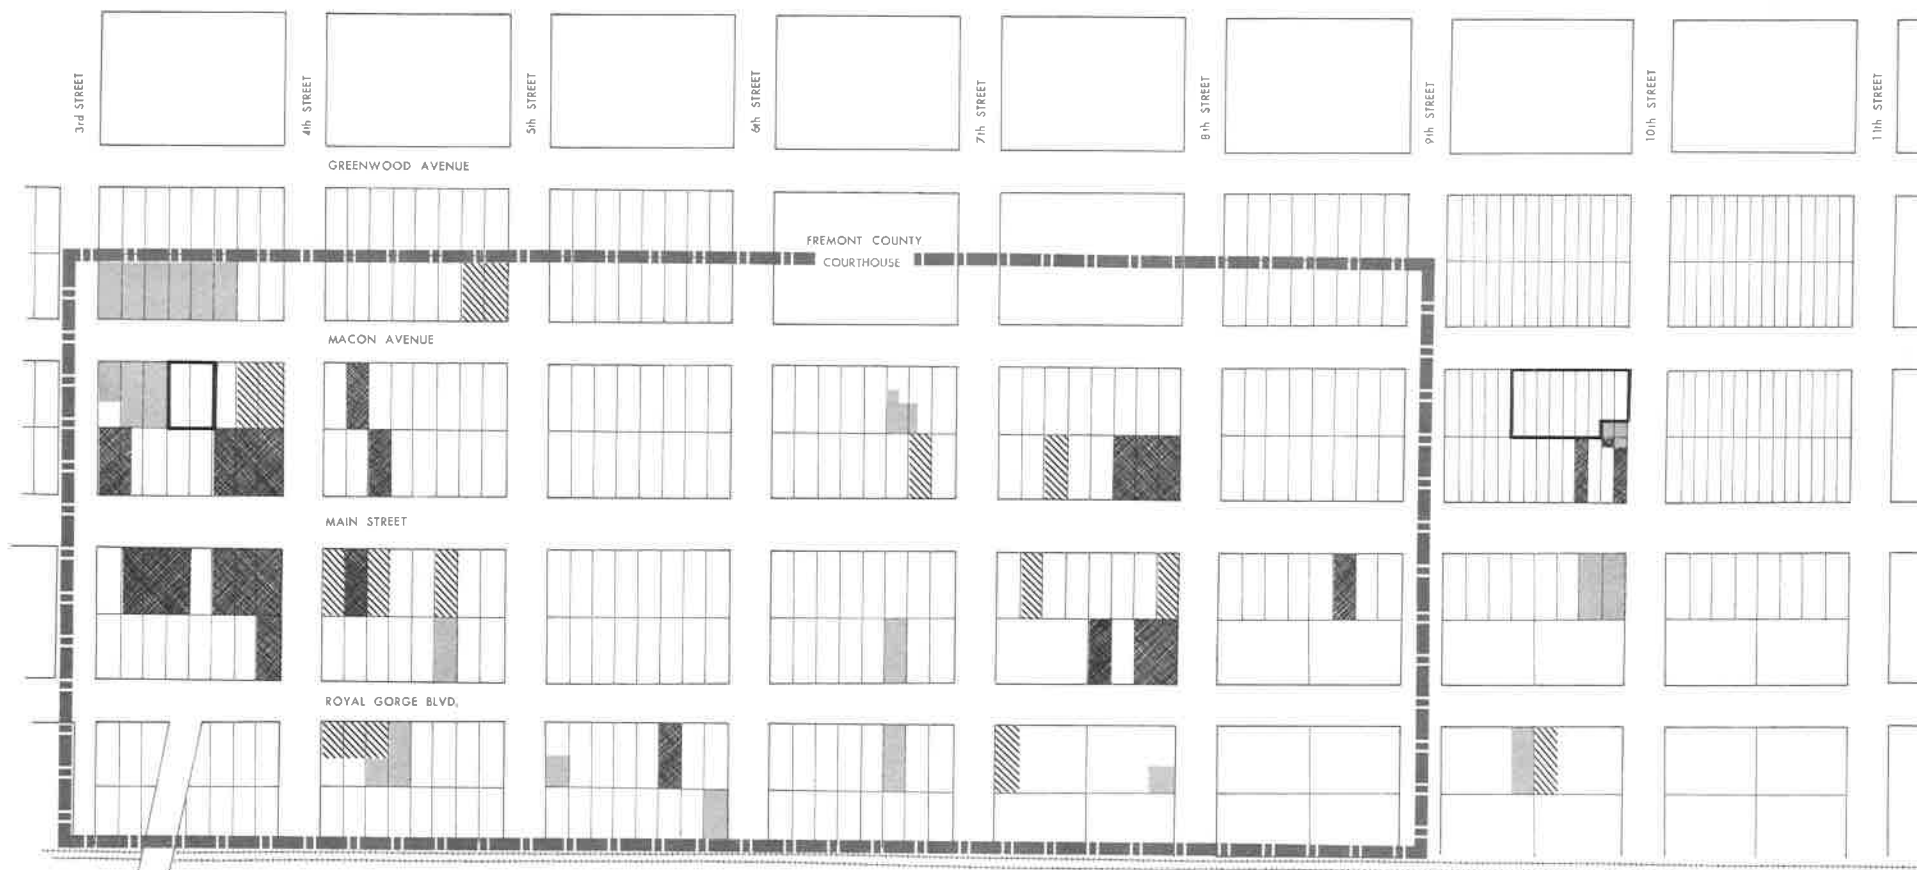 3rd STREET
4th STREET
5th STREET
6th STREET
7th STREET
8th STREET
9th STREET
10th STREET
11th STREET
GREENWOOD AVENUE
FREMONT COUNTY
COURTHOUSE
MACON AVENUE
MAIN STREET
ROYAL GORGE BLVD.